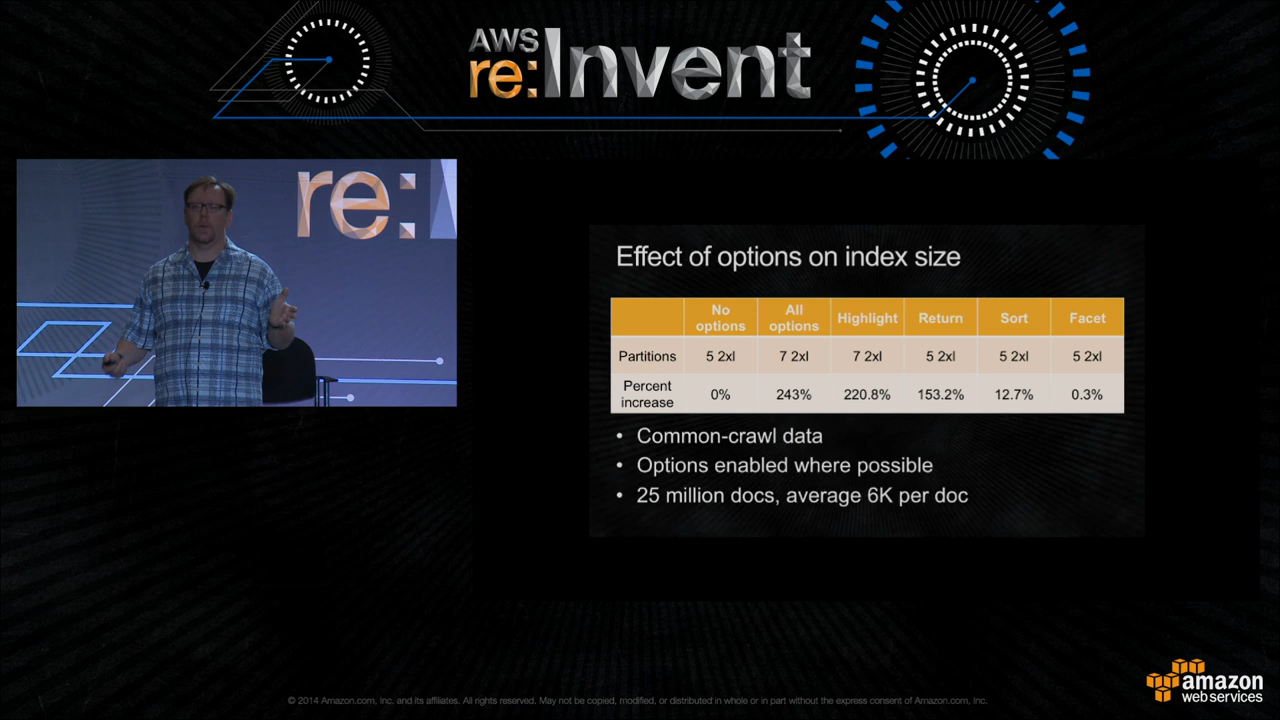 AWS
re:Invent
re:
Effect of options on index size
No options All options Highlight Return Sort Facet
Partitions 5 2xl 7 2xl 7 2xl 5 2xl 5 2xl 5 2xl
Percent increase 0% 243% 220.8% 153.2% 12.7% 0.3%
• Common-crawl data
• Options enabled where possible
• 25 million docs, average 6K per doc
© 2014 Amazon.com, Inc. and its affiliates. All rights reserved. May not be copied, modified, or distributed in whole or in part without the express consent of Amazon.com, Inc.
amazon
web services